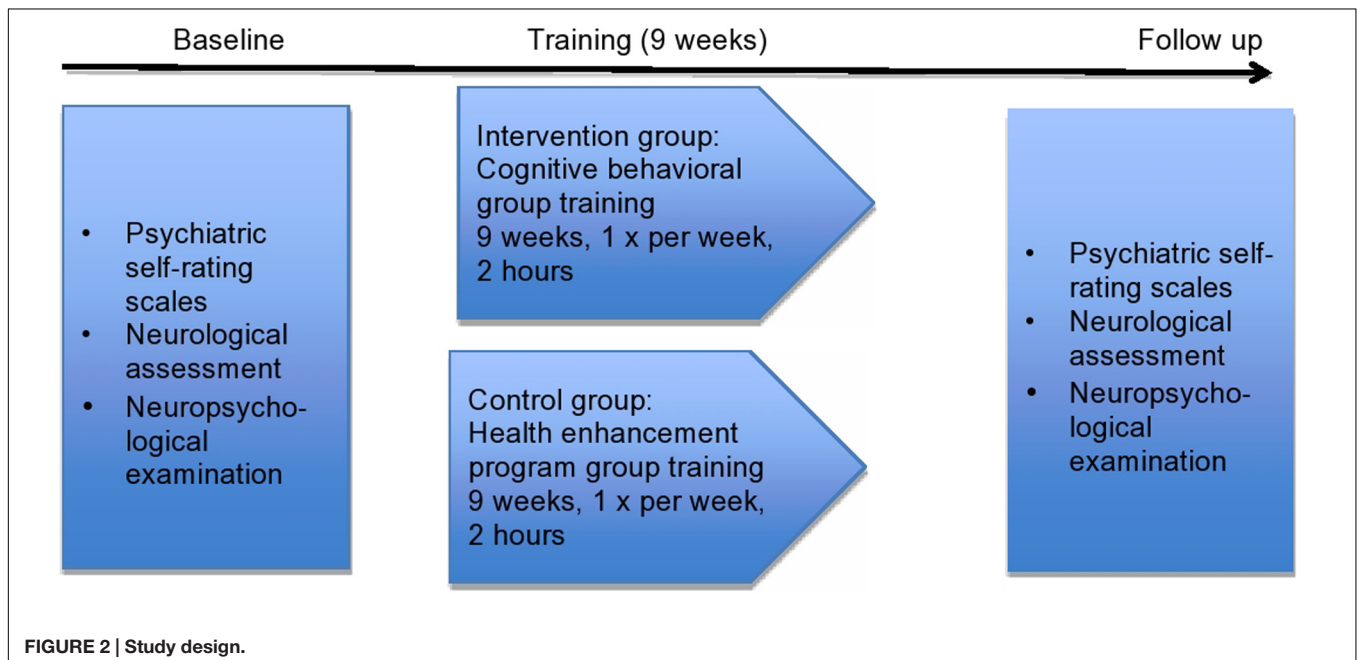 Baseline
Training (9 weeks)
Follow up
• Psychiatric
self-rating
scales
• Neurological
assessment
• Neuropsycho-
logical
examination
Intervention group:
Cognitive behavioral
group training
9 weeks, 1 x per week,
2 hours
Control group:
Health enhancement
program group training
9 weeks, 1 x per week,
2 hours
• Psychiatric self-
rating scales
• Neurological
assessment
• Neuropsycho-
logical
examination
FIGURE 2 | Study design.